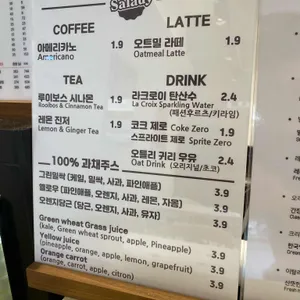 Salady
COFFEE
아메리카노 1.9
Americano
LATTE
오트밀 라떼 1.9
Oatmeal Latte
TEA
루이보스 시나몬 1.9
Rooibos & Cinnamon Tea
레몬 진저 1.9
Lemon & Ginger Tea
DRINK
라크로이 탄산수 2.4
La Croix Sparkling Water
(패션후르츠/키라임)
코크 제로 Coke Zero 1.9
스프라이트 제로 Sprite Zero
오틀리 귀리 우유 2.4
Oat Drink (오리지널/초코)
100% 과채주스
그린밀싹 (케일, 밀싹, 사과, 파인애플) 3.9
옐로우 (파인애플, 오렌지, 사과, 레몬, 자몽) 3.9
오렌지당근 (당근, 오렌지, 사과, 유자) 3.9
Green wheat Grass juice 3.9
(kale, Green wheat sprout, apple, Pineapple)
Yellow juice 3.9
(pineapple, orange, apple, lemon, grapefruit)
Orange carrot 3.9
(carrot, orange, apple, citron)